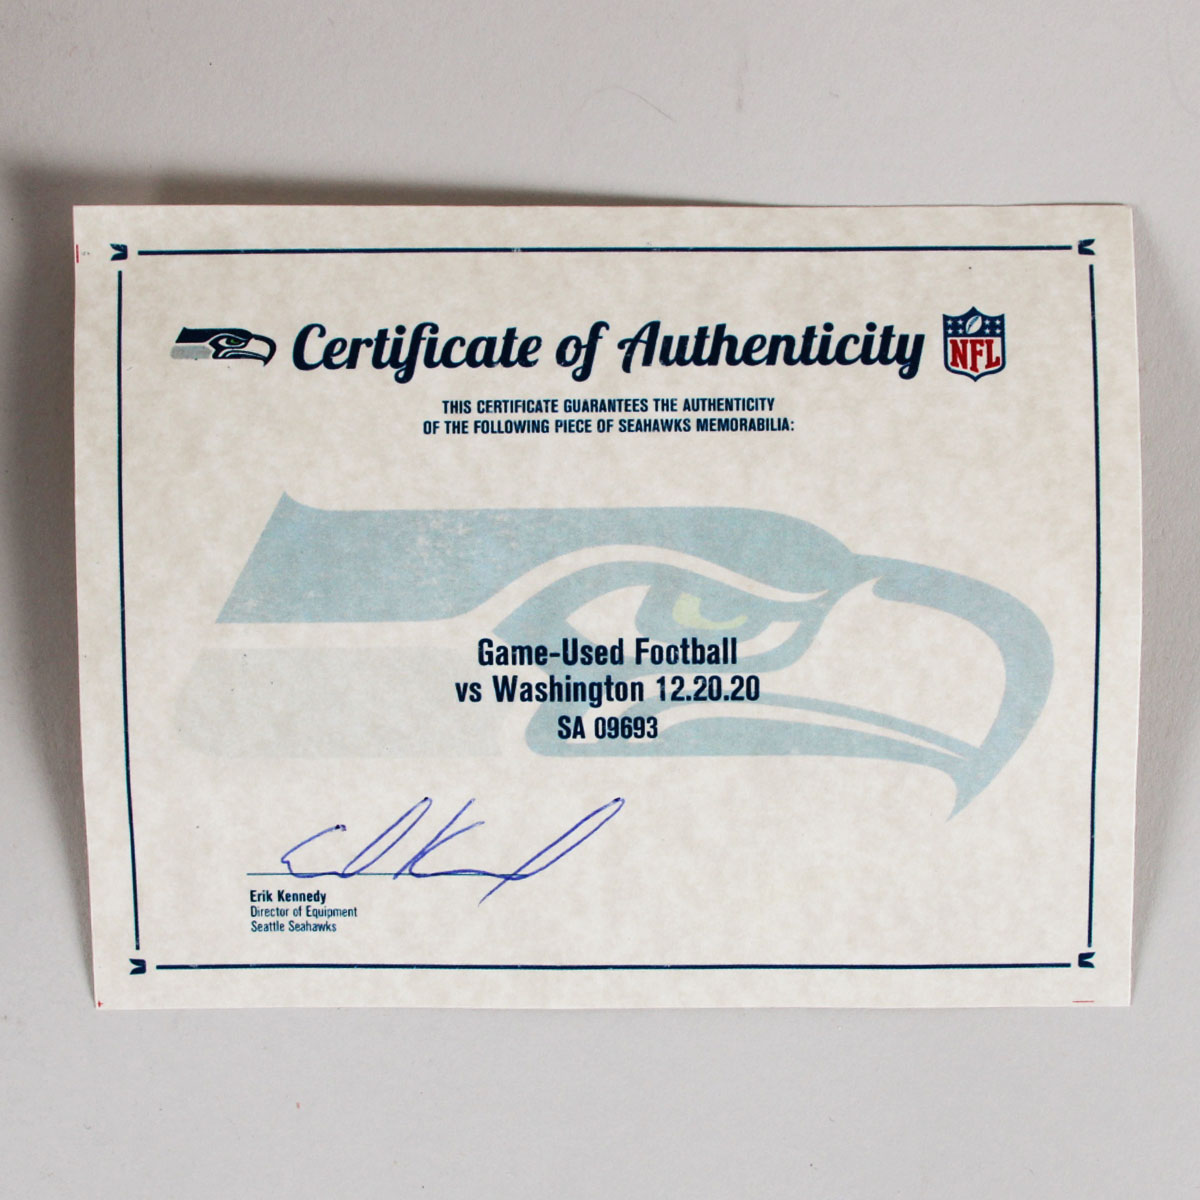 Certificate of Authenticity
NFL
THIS CERTIFICATE GUARANTEES THE AUTHENTICITY
OF THE FOLLOWING PIECE OF SEAHAWKS MEMORABILIA:
Game-Used Football
vs Washington 12.20.20
SA 09693
Erik Kennedy
Director of Equipment
Seattle Seahawks